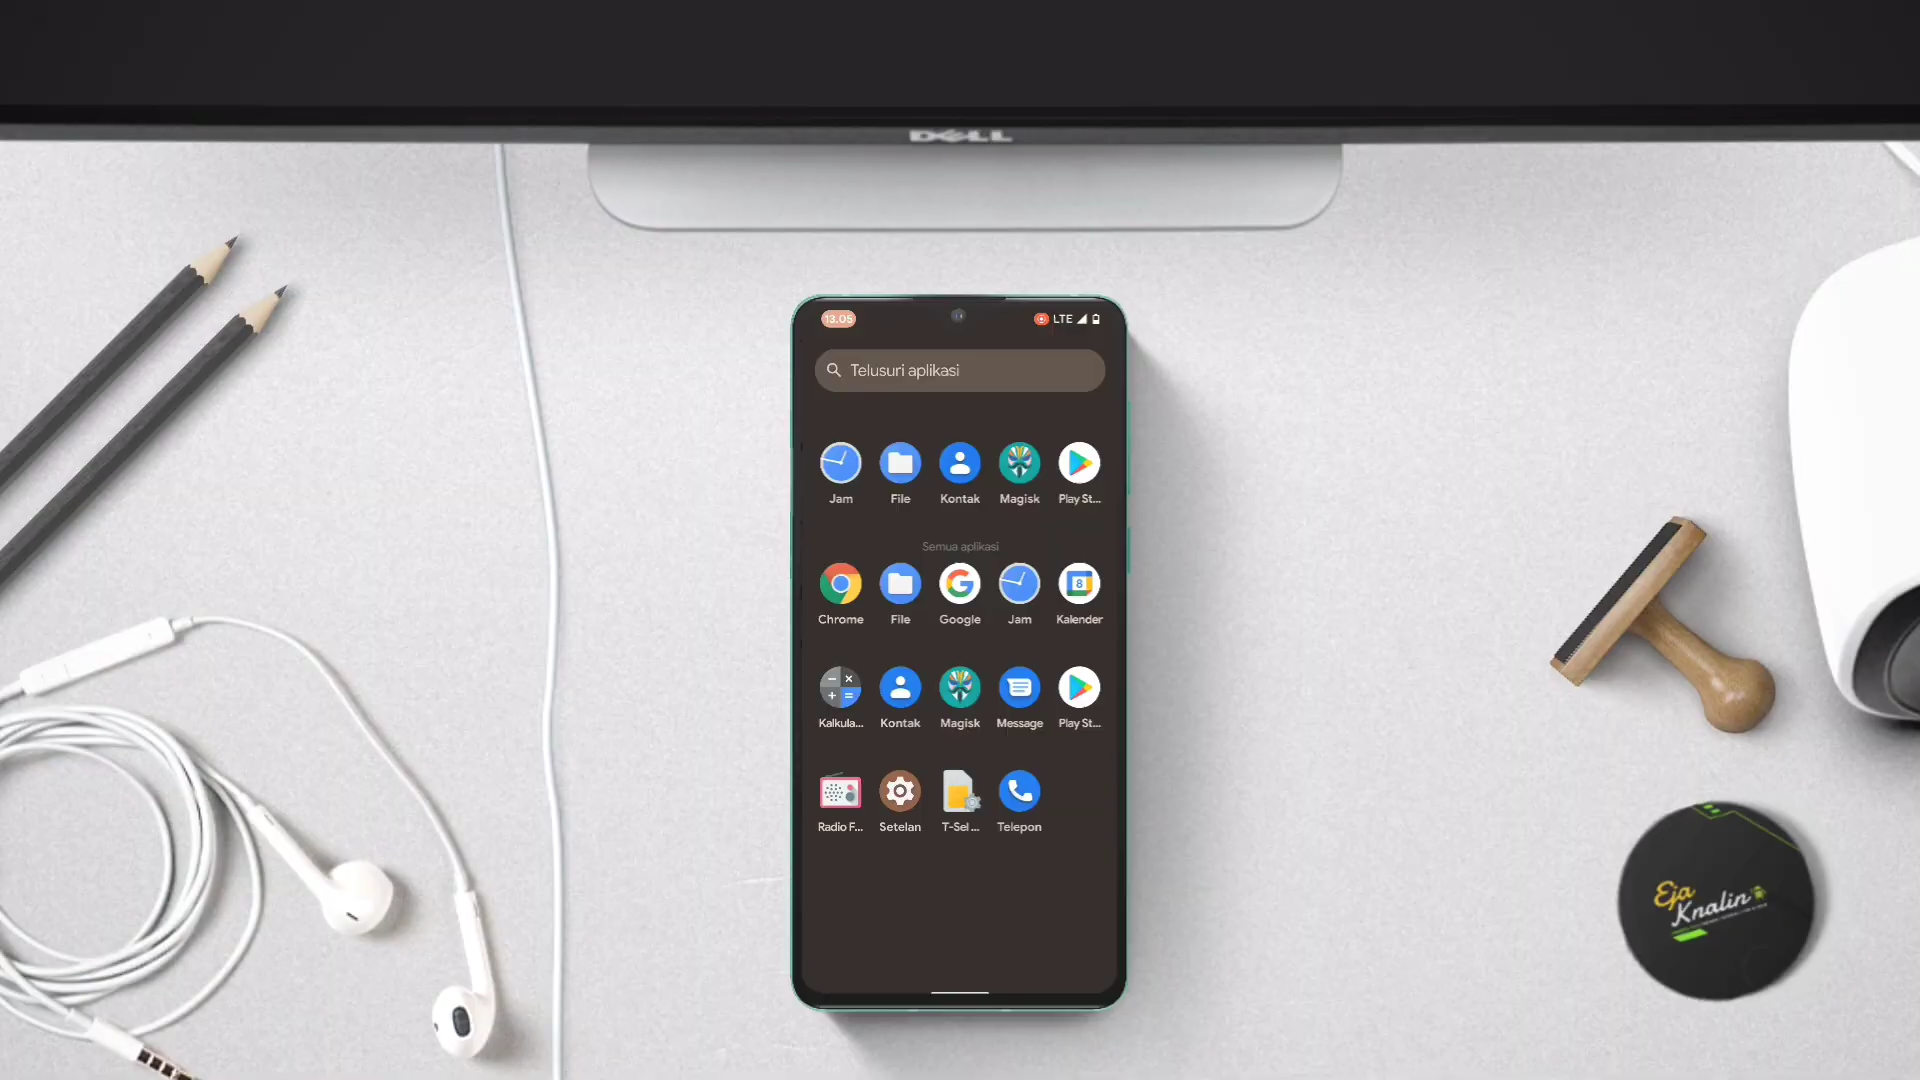 DELL
13.05
LTE
Telusuri aplikasi
Jam
File
Kontak
Magisk
Play St...
Semua aplikasi
Chrome
File
Google
Jam
8
Kalender
Kalkula...
Kontak
Magisk
Message
Play St...
Radio F...
Setelan
T-Sel ...
Telepon
Eja
Knalin